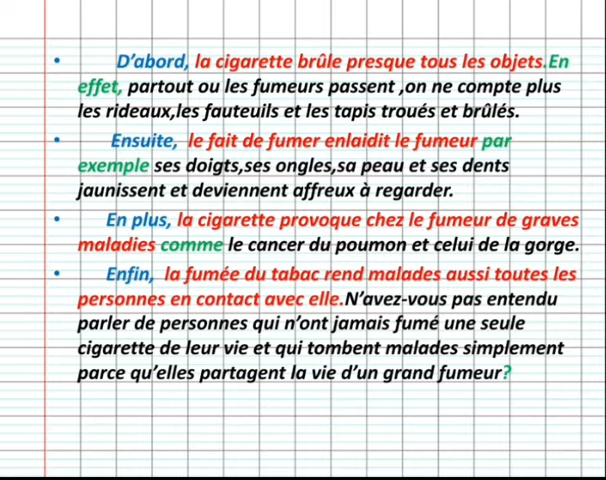 • D'abord, la cigarette brûle presque tous les objets.En
effet, partout ou les fumeurs passent ,on ne compte plus
les rideaux,les fauteuils et les tapis troués et brûlés.
• Ensuite, le fait de fumer enlaidit le fumeur par
exemple ses doigts,ses ongles,sa peau et ses dents
jaunissent et deviennent affreux à regarder.
• En plus, la cigarette provoque chez le fumeur de graves
maladies comme le cancer du poumon et celui de la gorge.
• Enfin, la fumée du tabac rend malades aussi toutes les
personnes en contact avec elle.N'avez-vous pas entendu
parler de personnes qui n'ont jamais fumé une seule
cigarette de leur vie et qui tombent malades simplement
parce qu'elles partagent la vie d'un grand fumeur?